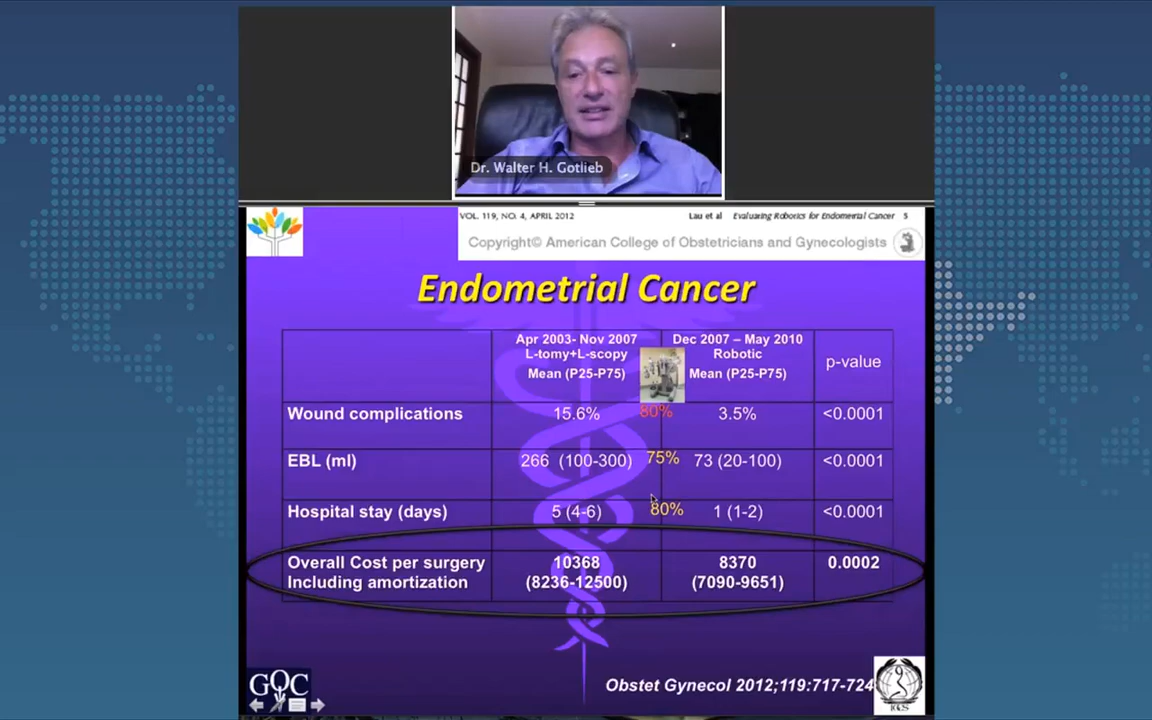 Dr. Walter H. Gotlieb
VOL. 119, NO. 4, APRIL 2012 Lau et al Evaluating Robotics for Endometrial Cancer 5
Copyright© American College of Obstetricians and Gynecologists
Endometrial Cancer
Apr 2003- Nov 2007 Dec 2007 – May 2010
L-tomy+L-scopy Robotic p-value
Mean (P25-P75) Mean (P25-P75)
Wound complications 15.6% 80% 3.5% <0.0001
EBL (ml) 266 (100-300) 75% 73 (20-100) <0.0001
Hospital stay (days) 5 (4-6) 80% 1 (1-2) <0.0001
Overall Cost per surgery 10368 8370 0.0002
Including amortization (8236-12500) (7090-9651)
GOC
Obstet Gynecol 2012;119:717-724